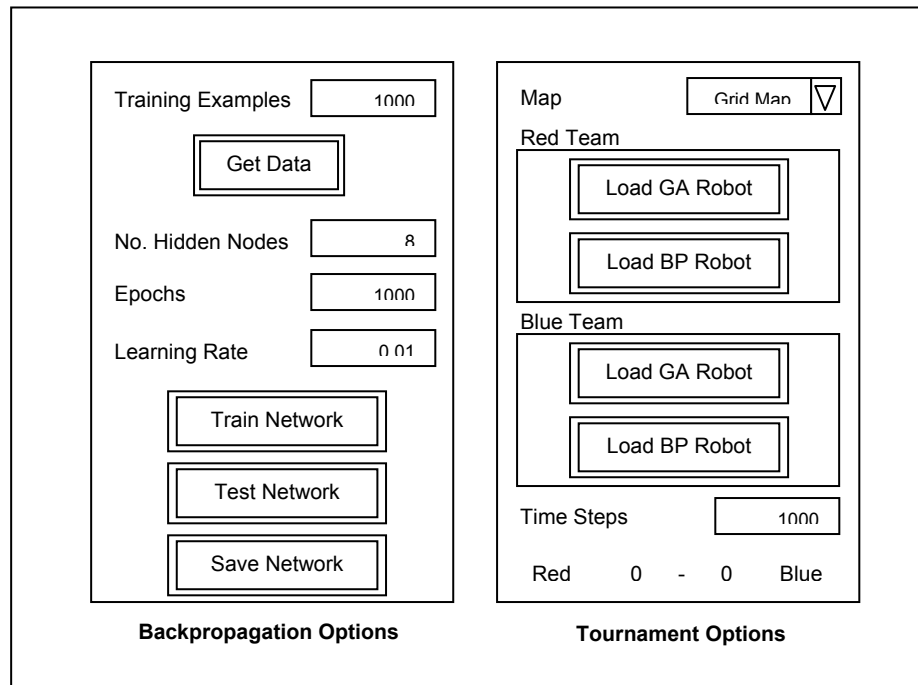 Training Examples 1000
Get Data
No. Hidden Nodes 8
Epochs 1000
Learning Rate 0.01
Train Network
Test Network
Save Network
Backpropagation Options
Map Grid Map
Red Team
Load GA Robot
Load BP Robot
Blue Team
Load GA Robot
Load BP Robot
Time Steps 1000
Red 0 - 0 Blue
Tournament Options